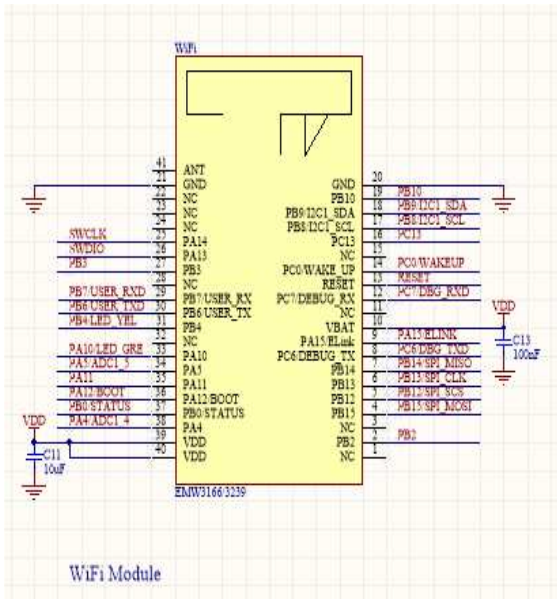 WiFi
41 ANT
21 GND
22 NC
23 NC
24 NC
SWCLK 25 PA14
SWDIO 26 PA13
PB3 27 PB3
28 NC
PB7/USER_RXD 29 PB7/USER_RX
PB6/USER_TXD 30 PB6/USER_TX
PB4/LED_YEL 31 PB4
32 NC
PA10/LED_GRE 33 PA10
PA5/ADC1_5 34 PA5
PA11 35 PA11
PA12/BOOT 36 PA12/BOOT
PB0/STATUS 37 PB0/STATUS
PA4/ADC1_4 38 PA4
VDD 39 VDD
40 VDD
C11
10uF
GND 20
PB10 19 PB10
PB9/I2C1_SDA 18 PB9/I2C1_SDA
PB8/I2C1_SCL 17 PB8/I2C1_SCL
PC13 16 PC13
NC 15
PC0/WAKE_UP 14 PC0/WAKEUP
RESET 13 RESET
PC7/DEBUG_RX 12 PC7/DBG_RXD
NC 11
VBAT 10 VDD
PA15/ELink 9 PA15/ELINK
PC6/DEBUG_TX 8 PC6/DBG_TXD
PB14 7 PB14/SPI_MISO
PB13 6 PB13/SPI_CLK
PB12 5 PB12/SPI_SCS
PB15 4 PB15/SPI_MOSI
NC 3
PB2 2 PB2
NC 1
C13
100nF
EMW3166/3239
WiFi Module